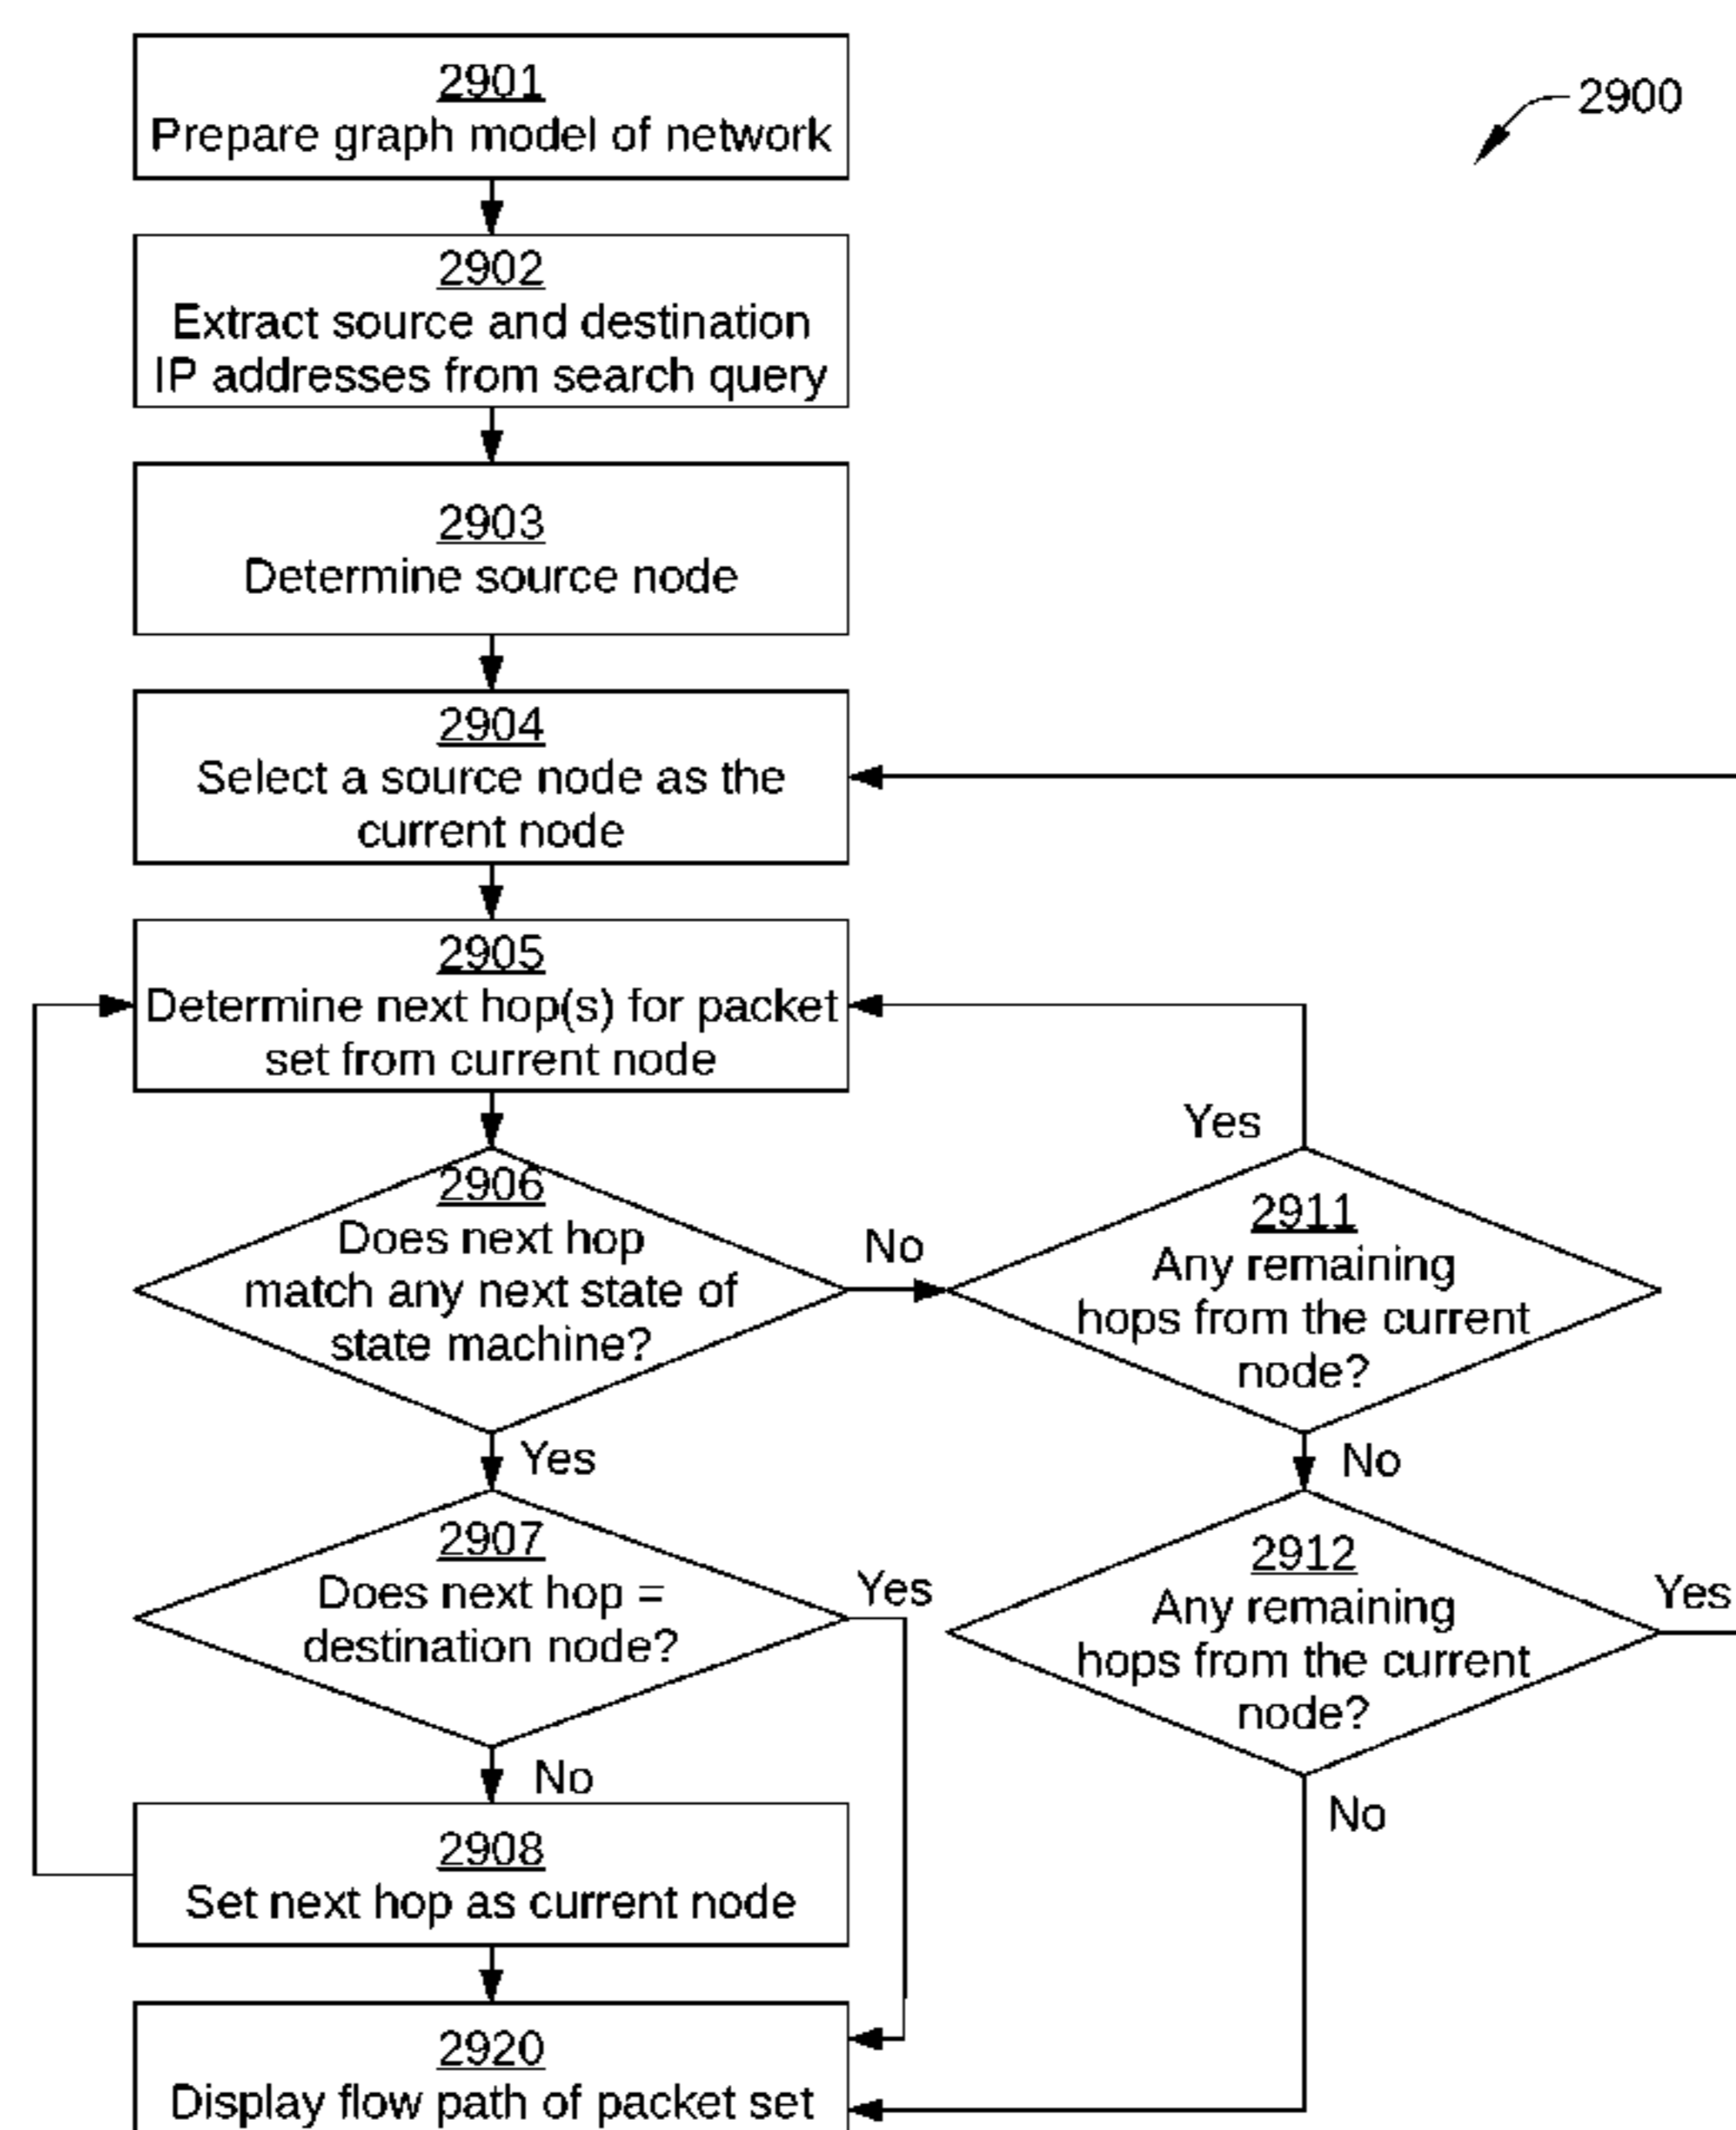 2901
Prepare graph model of network
2900
2902
Extract source and destination
IP addresses from search query
2903
Determine source node
2904
Select a source node as the
current node
2905
Determine next hop(s) for packet
set from current node
2906
Does next hop
match any next state of
state machine?
No
Yes
Yes
2911
Any remaining
hops from the current
node?
No
2907
Does next hop =
destination node?
Yes
No
2912
Any remaining
hops from the current
node?
Yes
No
2908
Set next hop as current node
2920
Display flow path of packet set